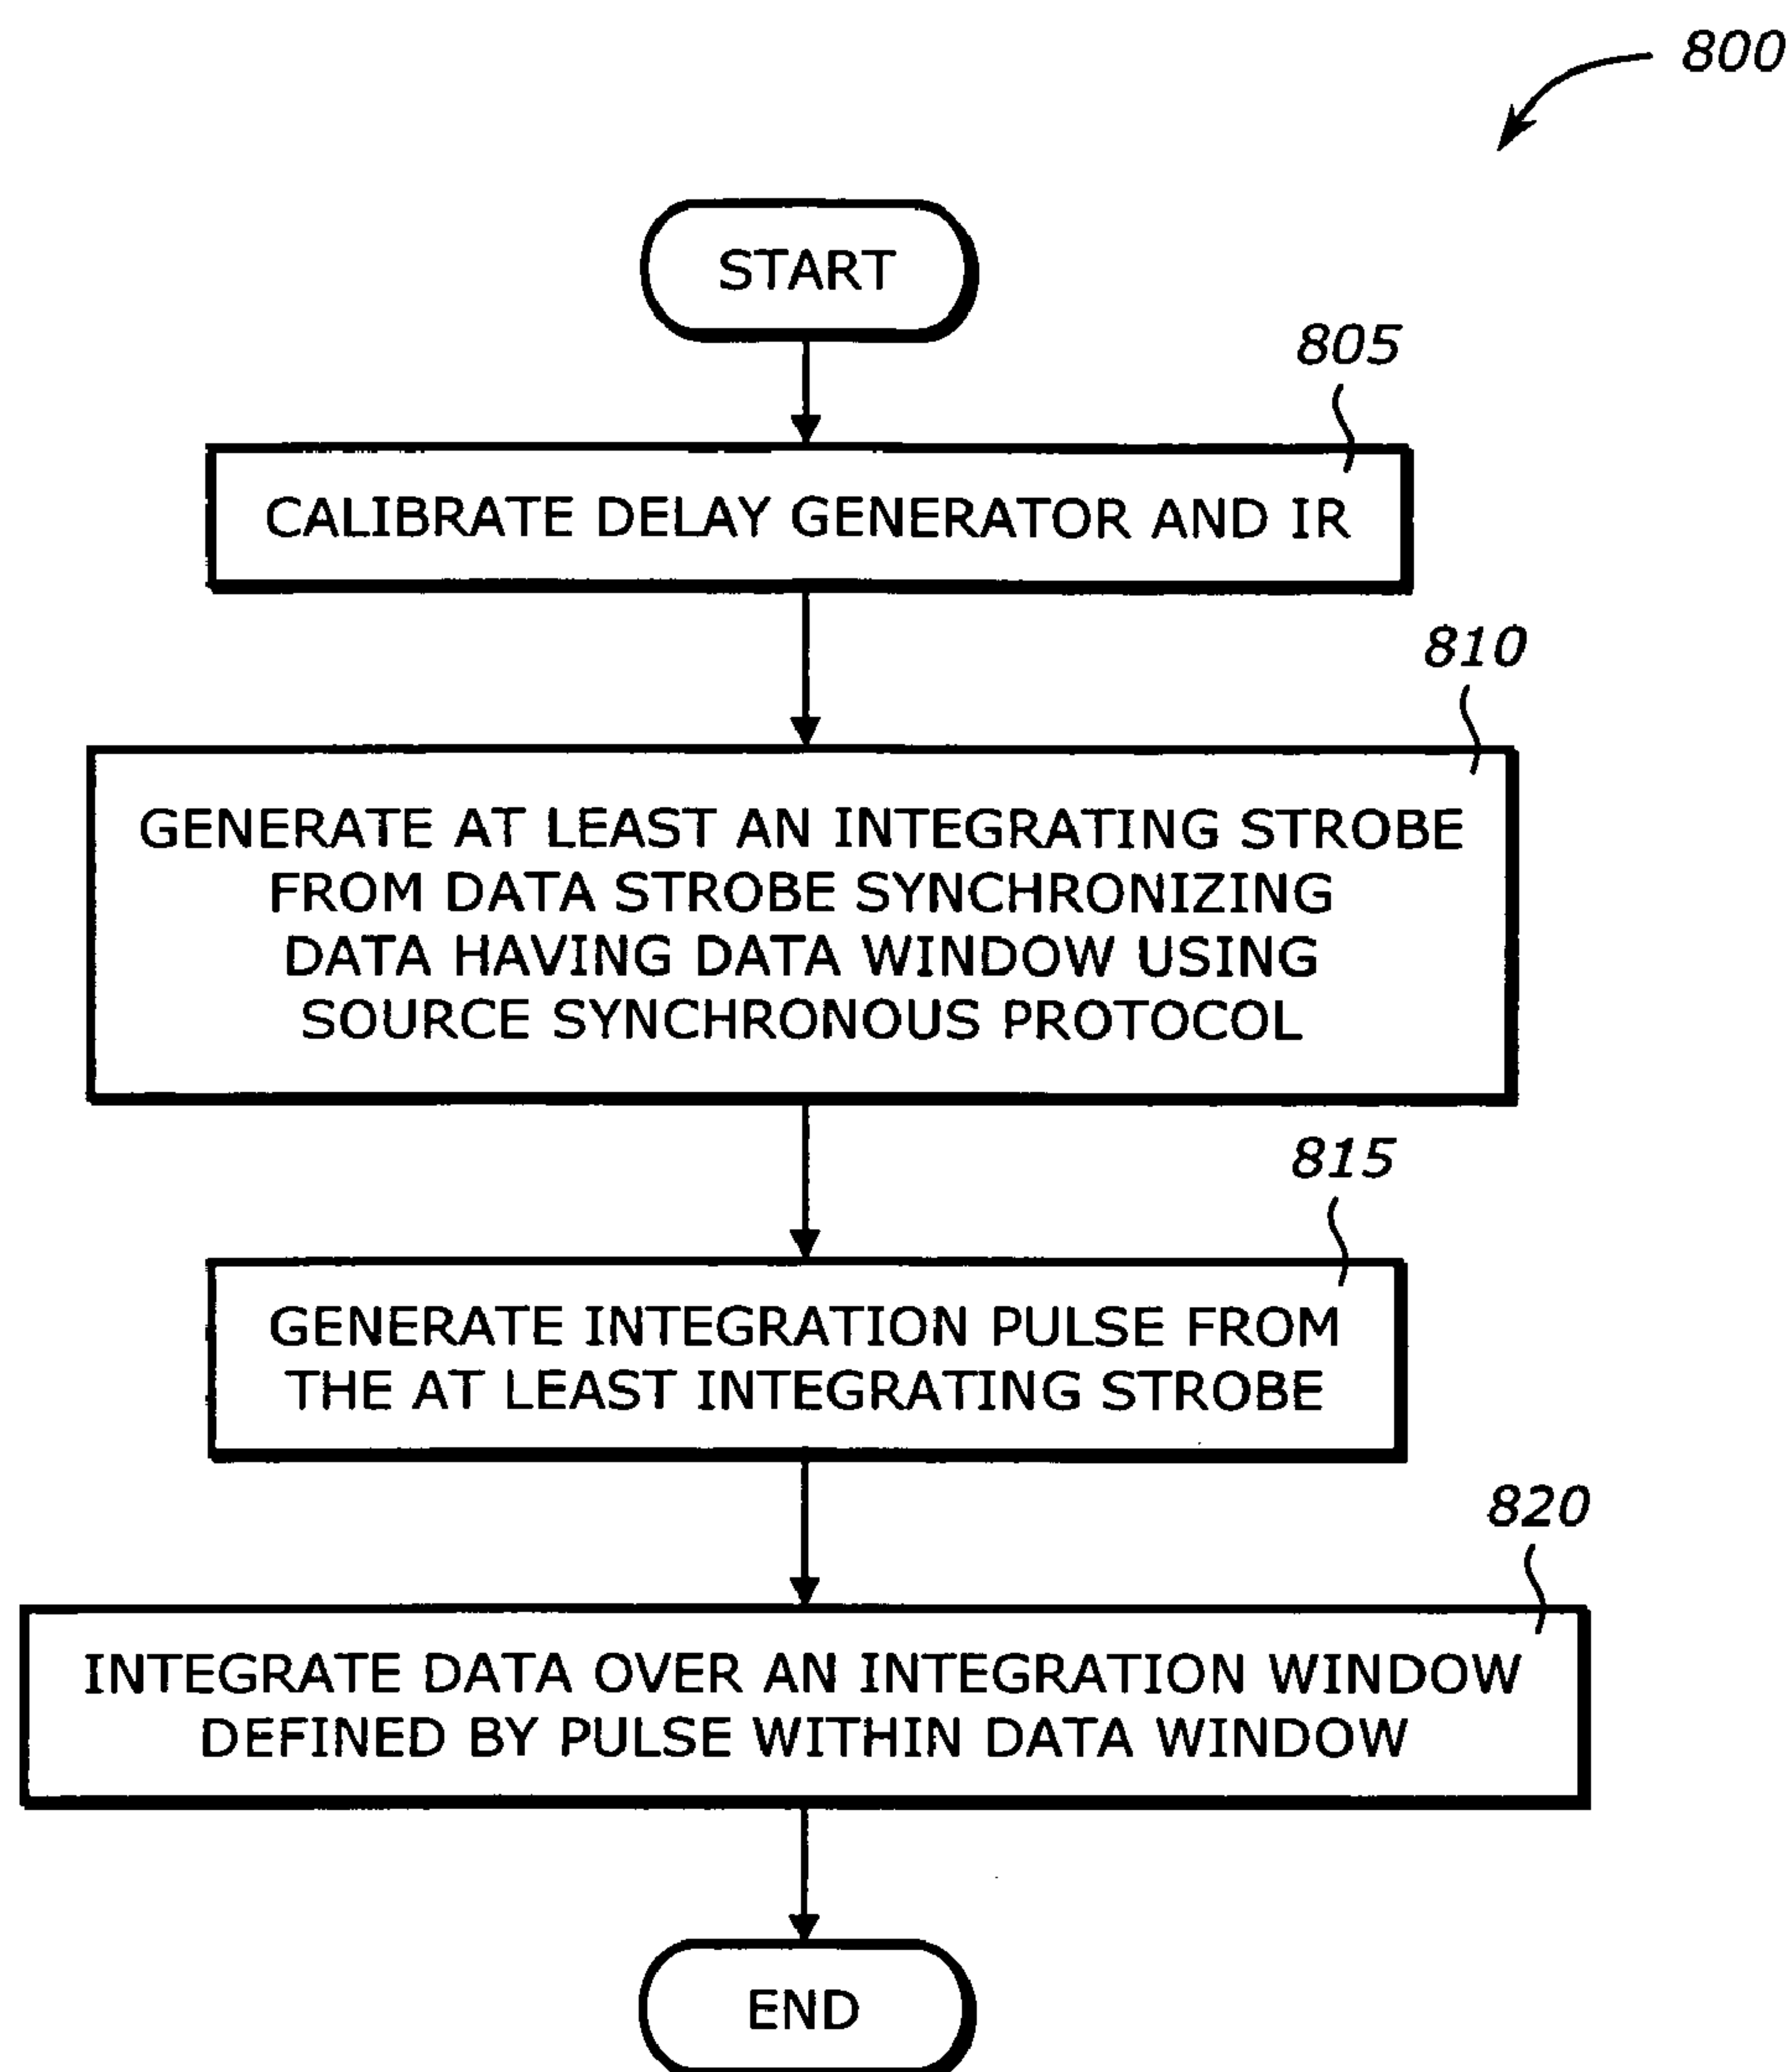 800
START
805
CALIBRATE DELAY GENERATOR AND IR
810
GENERATE AT LEAST AN INTEGRATING STROBE
FROM DATA STROBE SYNCHRONIZING
DATA HAVING DATA WINDOW USING
SOURCE SYNCHRONOUS PROTOCOL
815
GENERATE INTEGRATION PULSE FROM
THE AT LEAST INTEGRATING STROBE
820
INTEGRATE DATA OVER AN INTEGRATION WINDOW
DEFINED BY PULSE WITHIN DATA WINDOW
END